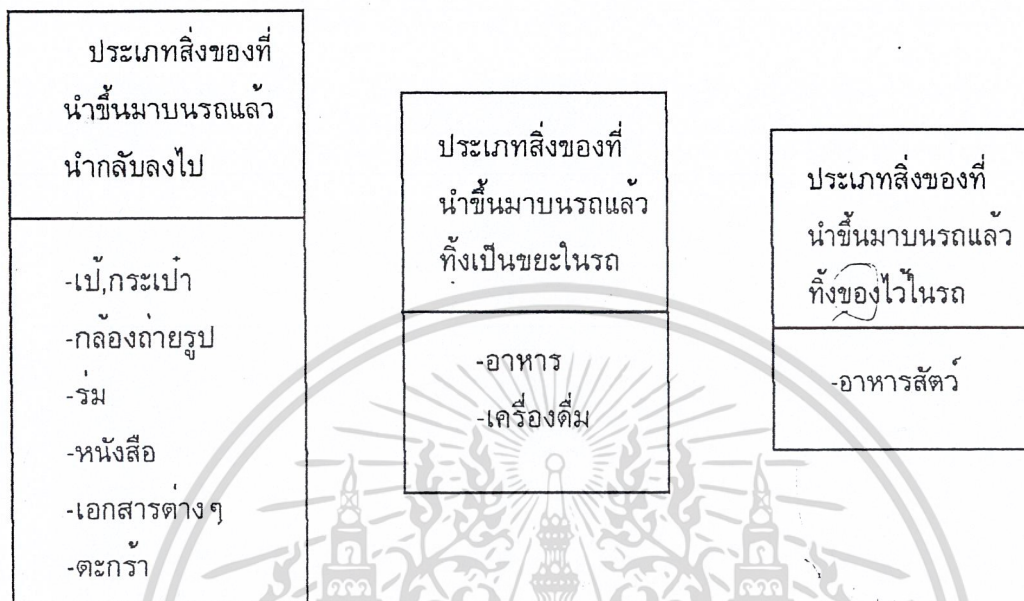 ประเภทสิ่งของที่
นำขึ้นมาบนรถแล้ว
นำกลับลงไป
-เป้,กระเป๋า
-กล้องถ่ายรูป
-ร่ม
-หนังสือ
-เอกสารต่างๆ
-ตะกร้า
ประเภทสิ่งของที่
นำขึ้นมาบนรถแล้ว
ทิ้งเป็นขยะในรถ
-อาหาร
-เครื่องดื่ม
ประเภทสิ่งของที่
นำขึ้นมาบนรถแล้ว
ทิ้งของไว้ในรถ
-อาหารสัตว์